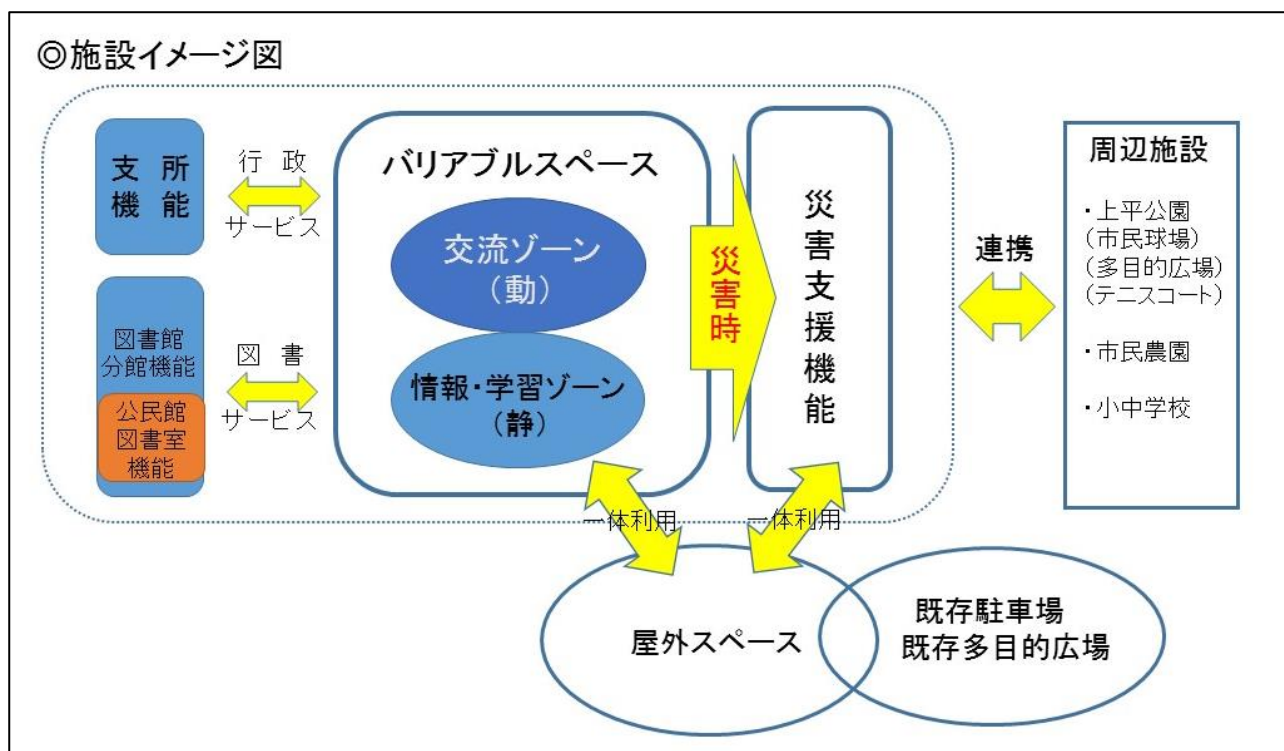 ◎施設イメージ図
支 所
機 能
行 政
サービス
図書館
分館機能
公民館
図書室
機能
図 書
サービス
バリアブルスペース
交流ゾーン
(動)
情報・学習ゾーン
(静)
災害時
災害支援機能
連携
周辺施設
・上平公園
(市民球場)
(多目的広場)
(テニスコート)
・市民農園
・小中学校
一体利用
一体利用
屋外スペース
既存駐車場
既存多目的広場